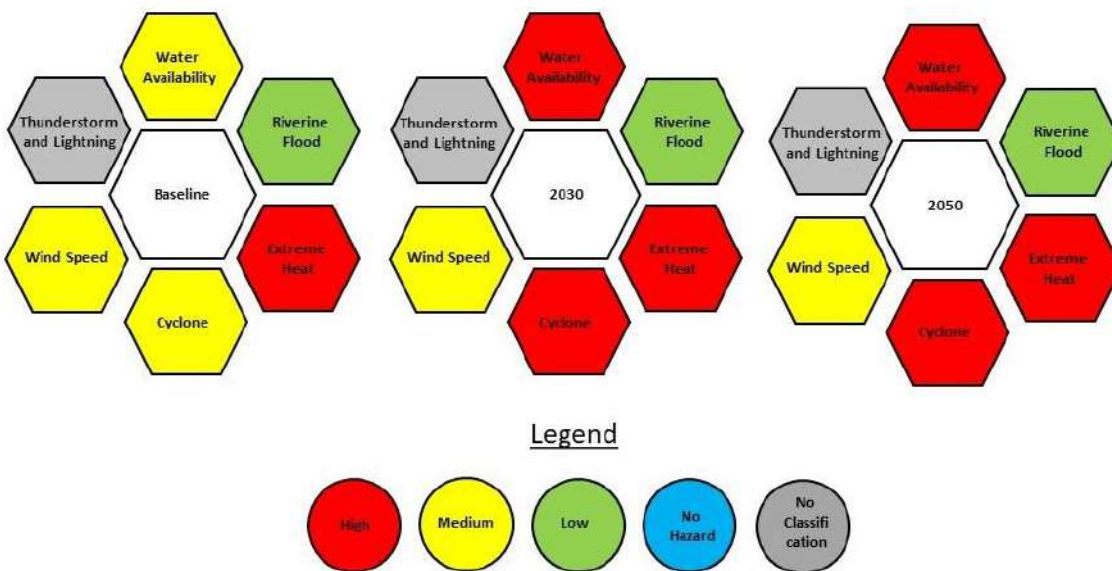 Water
Availability
Thunderstorm
and Lightning
Riverine
Flood
Baseline
Wind Speed
Extreme
Heat
Cyclone
Water
Availability
Thunderstorm
and Lightning
Riverine
Flood
2030
Wind Speed
Extreme
Heat
Cyclone
Water
Availability
Thunderstorm
and Lightning
Riverine
Flood
2050
Wind Speed
Extreme
Heat
Cyclone
Legend
High
Medium
Low
No
Hazard
No
Classifi
cation